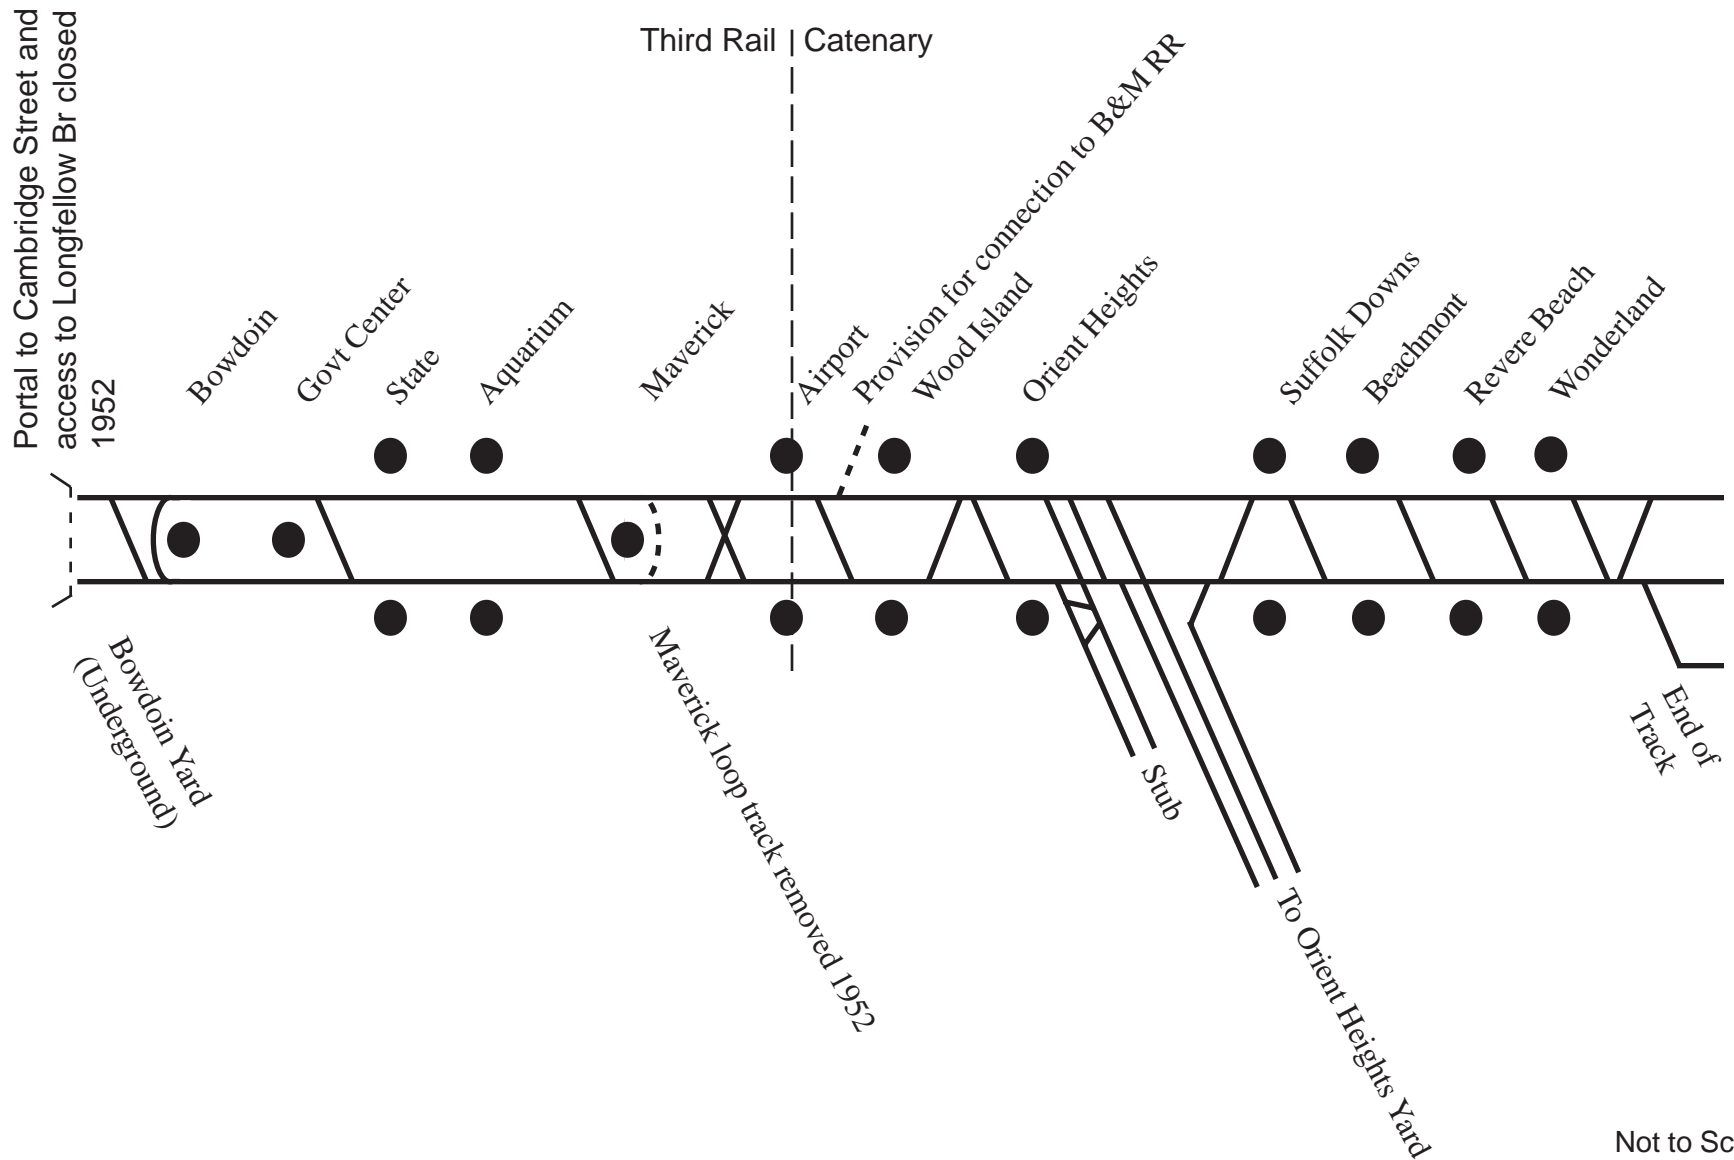 Portal to Cambridge Street and
access to Longfellow Br closed
1952
Third Rail
Catenary
Bowdoin
Govt Center
State
Aquarium
Maverick
Airport
Provision for connection to B&M RR
Wood Island
Orient Heights
Suffolk Downs
Beachmont
Revere Beach
Wonderland
Bowdoin Yard
(Underground)
Maverick loop track removed 1952
Stub
To Orient Heights Yard
End of
Track
Not to Sc